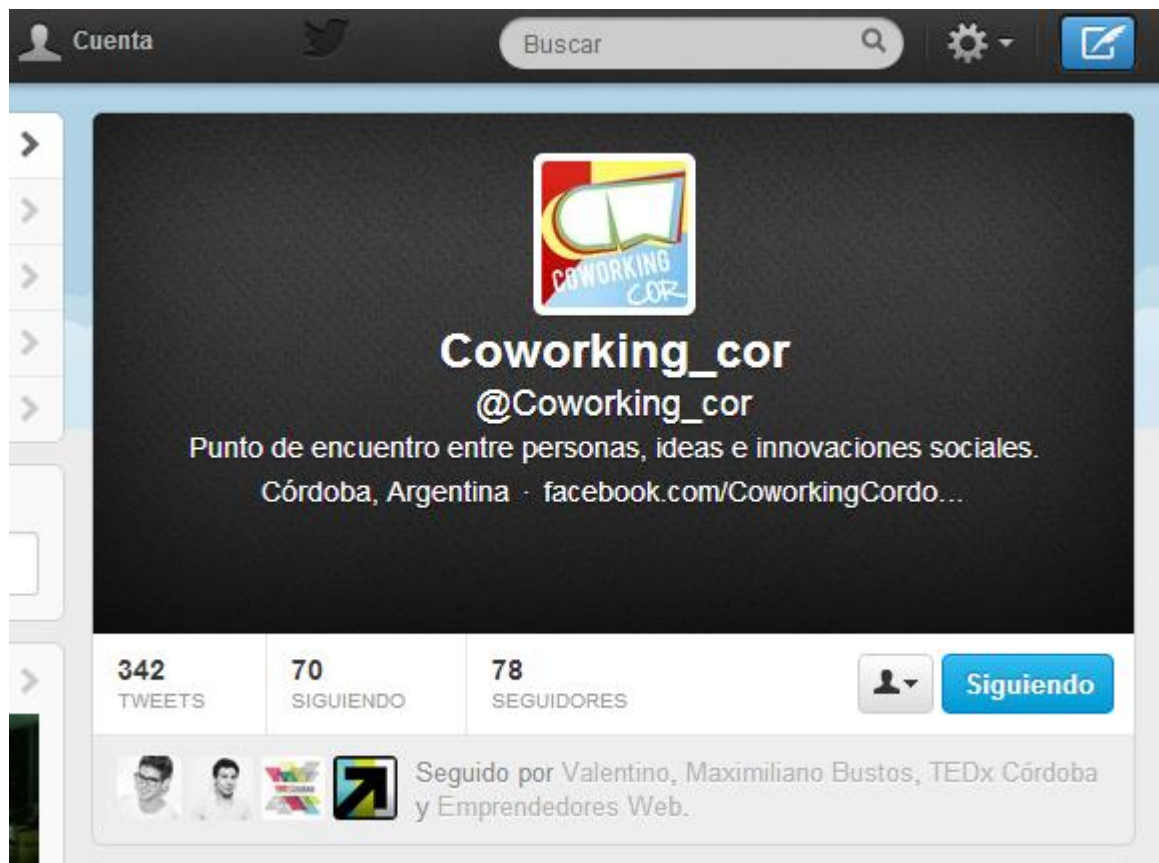 Cuenta
Buscar
COWORKING
COR
Coworking_cor
@Coworking_cor
Punto de encuentro entre personas, ideas e innovaciones sociales.
Córdoba, Argentina · facebook.com/CoworkingCordo...
342 70 78
TWEETS SIGUIENDO SEGUIDORES
Siguiendo
Seguido por Valentino, Maximiliano Bustos, TEDx Córdoba
y Emprendedores Web.